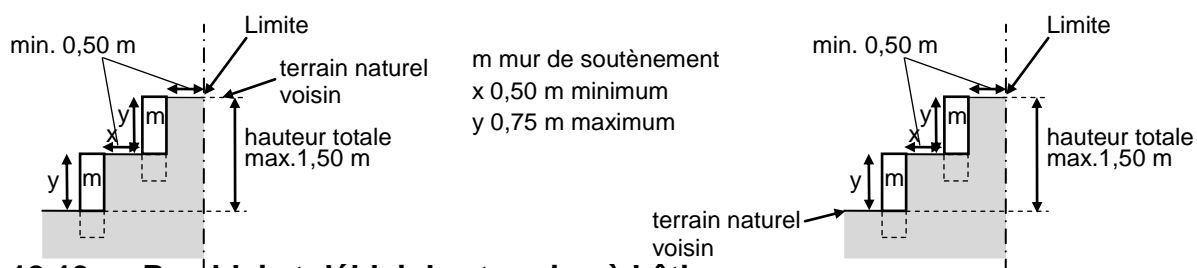 Limite
min. 0,50 m
terrain naturel
voisin
y
m
x
hauteur totale
max.1,50 m
y
m
m mur de soutènement
x 0,50 m minimum
y 0,75 m maximum
Limite
min. 0,50 m
y
m
x
hauteur totale
max.1,50 m
y
m
terrain naturel
voisin